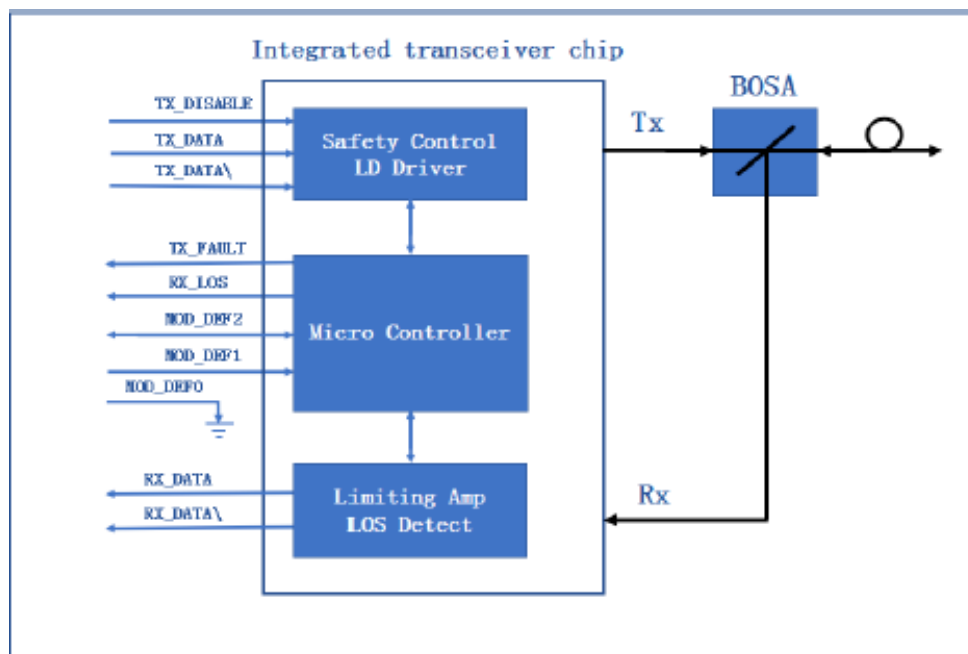 Integrated transceiver chip
BOSA
TX_DISABLE
TX_DATA
TX_DATA\
Safety Control
LD Driver
Tx
TX_FAULT
RX_LOS
MOD_DEF2
MOD_DEF1
MOD_DEF0
Micro Controller
RX_DATA
RX_DATA\
Limiting Amp
LOS Detect
Rx